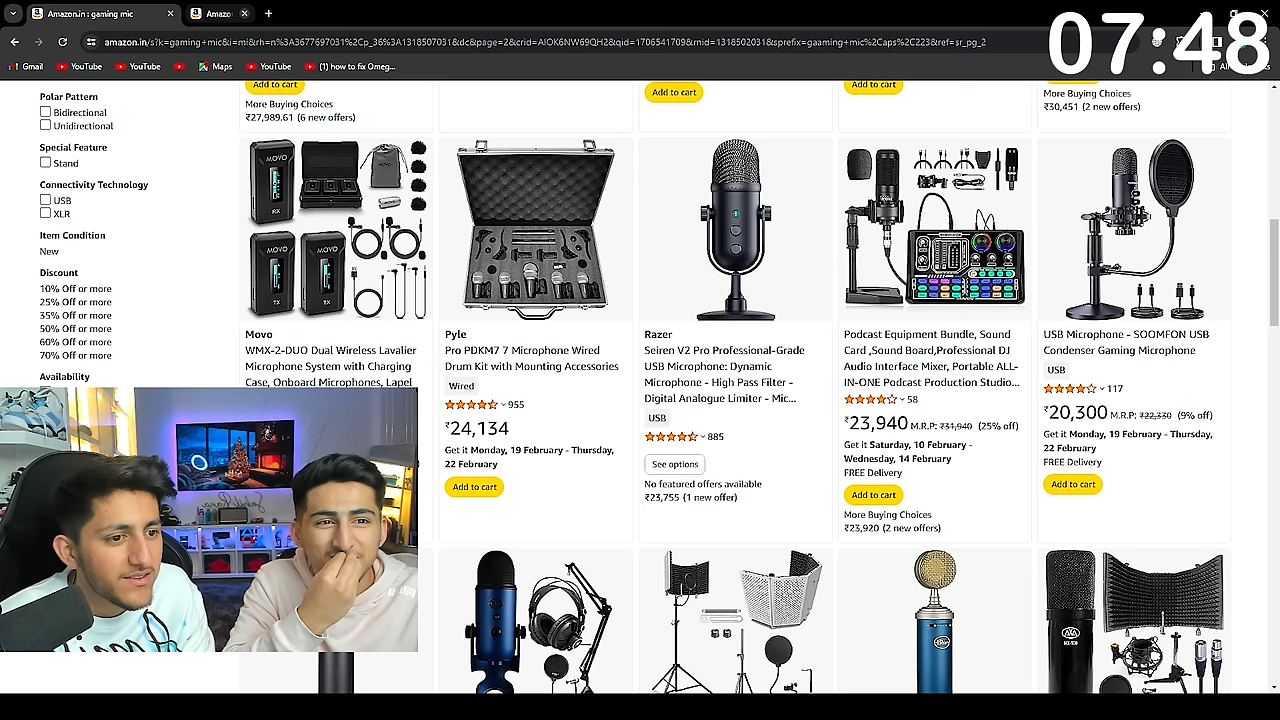 Amazon.in : gaming mic
Amazo
07:48
amazon.in/s?k=gaming+mic&i=mi&rh=n%3A3677697031%2Cp_36%3A1318507031&dc&page=2&crid=AIOK6NW69QH2&qid=1706541709&rnid=1318502031&sprefix=gaaming+mic%2Caps%2C223&ref=sr_pg_2
Gmail
YouTube
YouTube
Maps
YouTube
(1) how to fix Omeg...
Polar Pattern
Bidirectional
Unidirectional
Special Feature
Stand
Connectivity Technology
USB
XLR
Item Condition
New
Discount
10% Off or more
25% Off or more
35% Off or more
50% Off or more
60% Off or more
70% Off or more
Availability
Add to cart
More Buying Choices
₹27,989.61 (6 new offers)
Add to cart
Add to cart
More Buying Choices
₹30,451 (2 new offers)
MOVO
RX
MOVO
MOVO
TX
TX
MOVO
Movo
WMX-2-DUO Dual Wireless Lavalier
Microphone System with Charging
Case, Onboard Microphones, Lapel
Pyle
Pro PDKM7 7 Microphone Wired
Drum Kit with Mounting Accessories
Wired
955
₹24,134
Get it Monday, 19 February - Thursday,
22 February
Add to cart
Razer
Seiren V2 Pro Professional-Grade
USB Microphone: Dynamic
Microphone - High Pass Filter -
Digital Analogue Limiter - Mic...
USB
885
See options
No featured offers available
₹23,755 (1 new offer)
Podcast Equipment Bundle, Sound
Card ,Sound Board,Professional DJ
Audio Interface Mixer, Portable ALL-
IN-ONE Podcast Production Studio...
58
₹23,940 M.R.P: ₹31,940 (25% off)
Get it Saturday, 10 February -
Wednesday, 14 February
FREE Delivery
Add to cart
More Buying Choices
₹23,920 (2 new offers)
USB Microphone - SOOMFON USB
Condenser Gaming Microphone
USB
117
₹20,300 M.R.P: ₹22,330 (9% off)
Get it Monday, 19 February - Thursday,
22 February
FREE Delivery
Add to cart